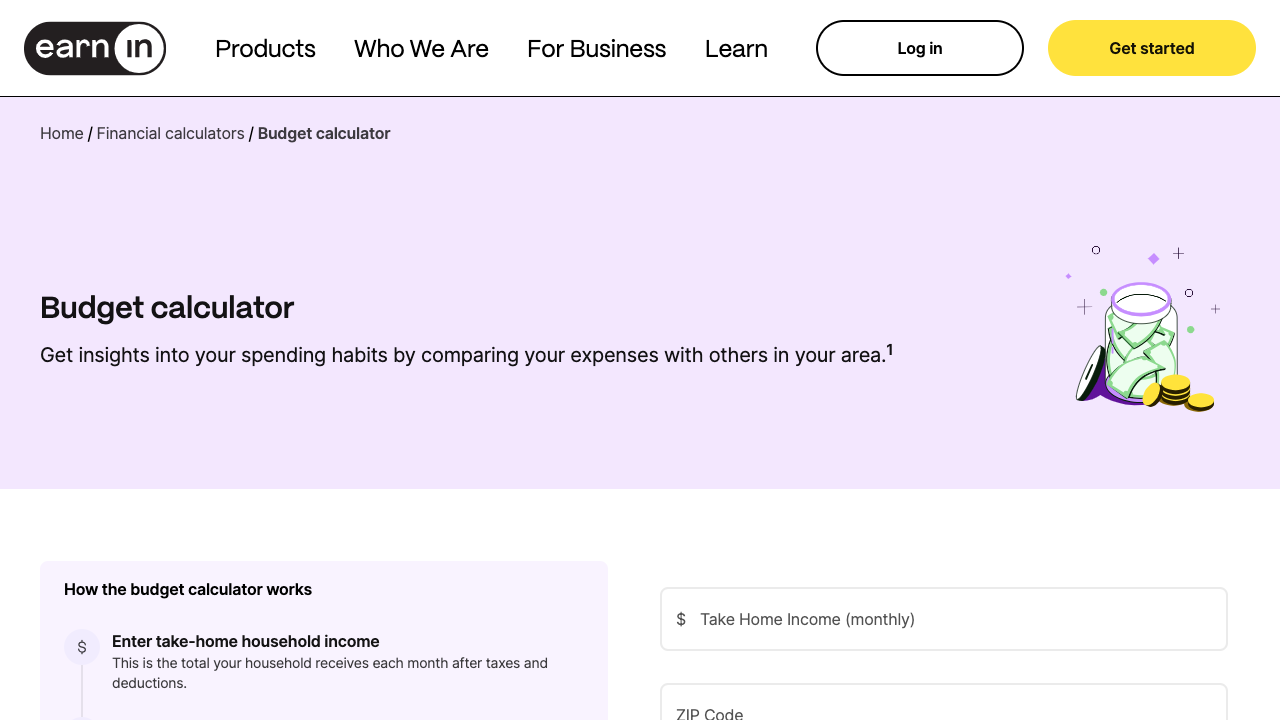 earn in
Products
Who We Are
For Business
Learn
Log in
Get started
Home / Financial calculators / Budget calculator
Budget calculator
Get insights into your spending habits by comparing your expenses with others in your area.1
How the budget calculator works
$
Enter take-home household income
This is the total your household receives each month after taxes and
deductions.
$ Take Home Income (monthly)
ZIP Code